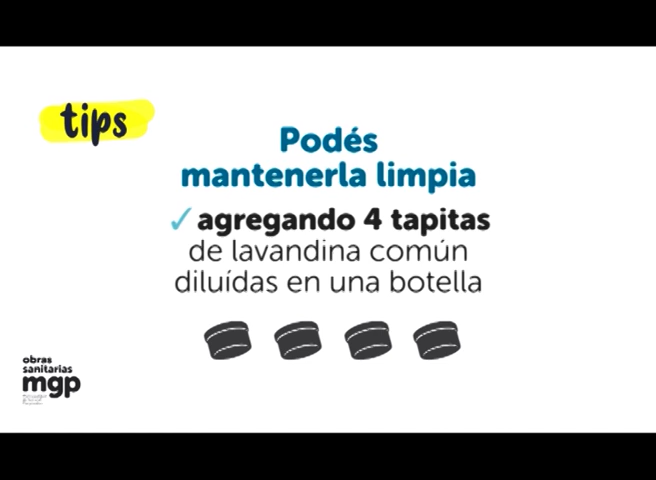 tips
Podés
mantenerla limpia
✓ agregando 4 tapitas
de lavandina común
diluídas en una botella
obras
sanitarias
mgp